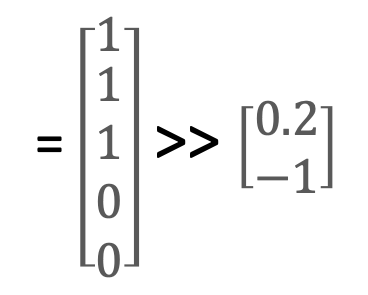 = [1 1 1 0 0] >> [0.2 −1]